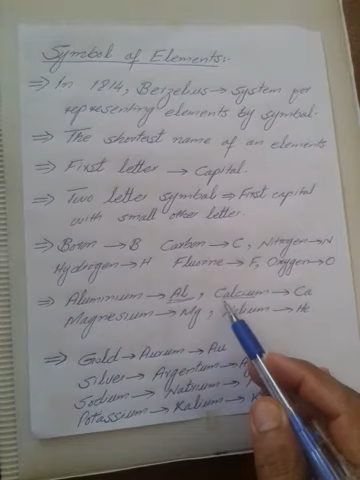 Symbol of Elements:-
⇒ In 1814, Berzelius → System for
representing elements by symbol.
⇒ The shortest name of an elements
⇒ First letter → Capital.
⇒ Two letter symbol ⇒ First capital
with small other letter.
⇒ Boron → B Carbon → C, Nitrogen → N
Hydrogen → H Flurine → F, Oxygen → O
⇒ Aluminium → Al, Calcium → Ca
Magnesium → Mg, → He
⇒ Gold → Aurum → Au
Silver → Argentum → A
Sodium → Natrium →
Potassium → Kalium → K